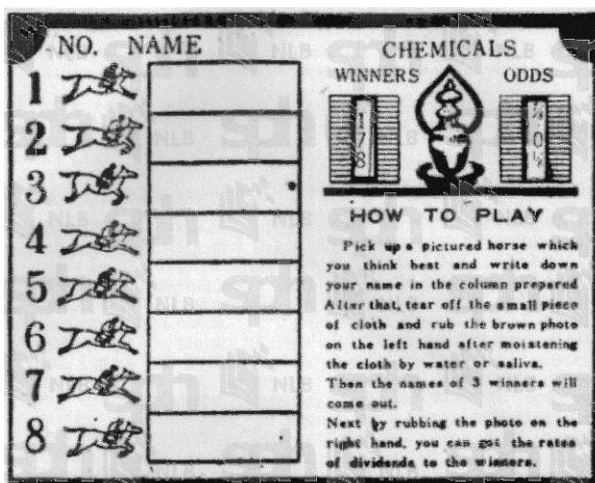 NO. NAME
1
2
3
4
5
6
7
8
CHEMICALS
WINNERS ODDS
1
7
8
0
HOW TO PLAY
Pick up a pictured horse which
you think best and write down
your name in the column prepared
After that, tear off the small piece
of cloth and rub the brown photo
on the left hand after moistening
the cloth by water or saliva.
Then the names of 3 winners will
come out.
Next by rubbing the photo on the
right hand, you can get the rates
of dividends to the winners.